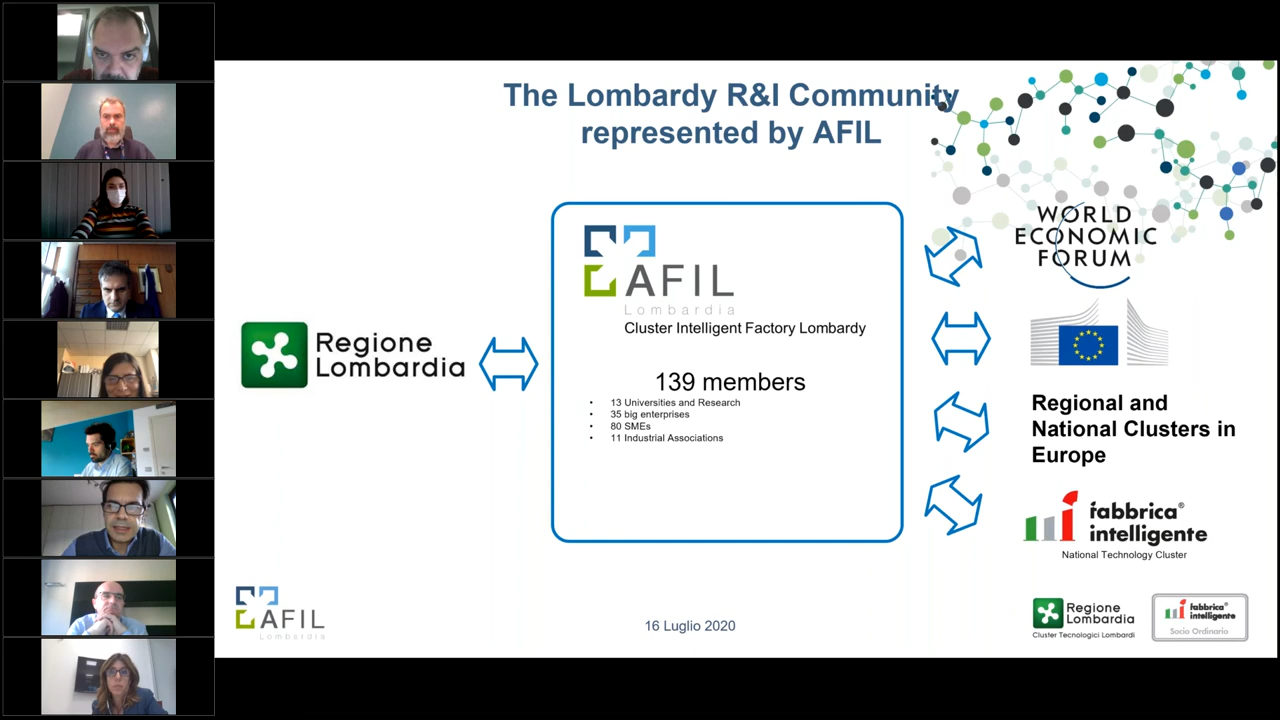 The Lombardy R&I Community
represented by AFIL
WORLD
ECONOMIC
FORUM
AFIL
Lombardia
Cluster Intelligent Factory Lombardy
Regione
Lombardia
139 members
• 13 Universities and Research
• 35 big enterprises
• 80 SMEs
• 11 Industrial Associations
Regional and
National Clusters in
Europe
fabbrica®
intelligente
National Technology Cluster
AFIL
Lombardia
16 Luglio 2020
Regione
Lombardia
Cluster Tecnologici Lombardi
fabbrica®
intelligente
Socio Ordinario